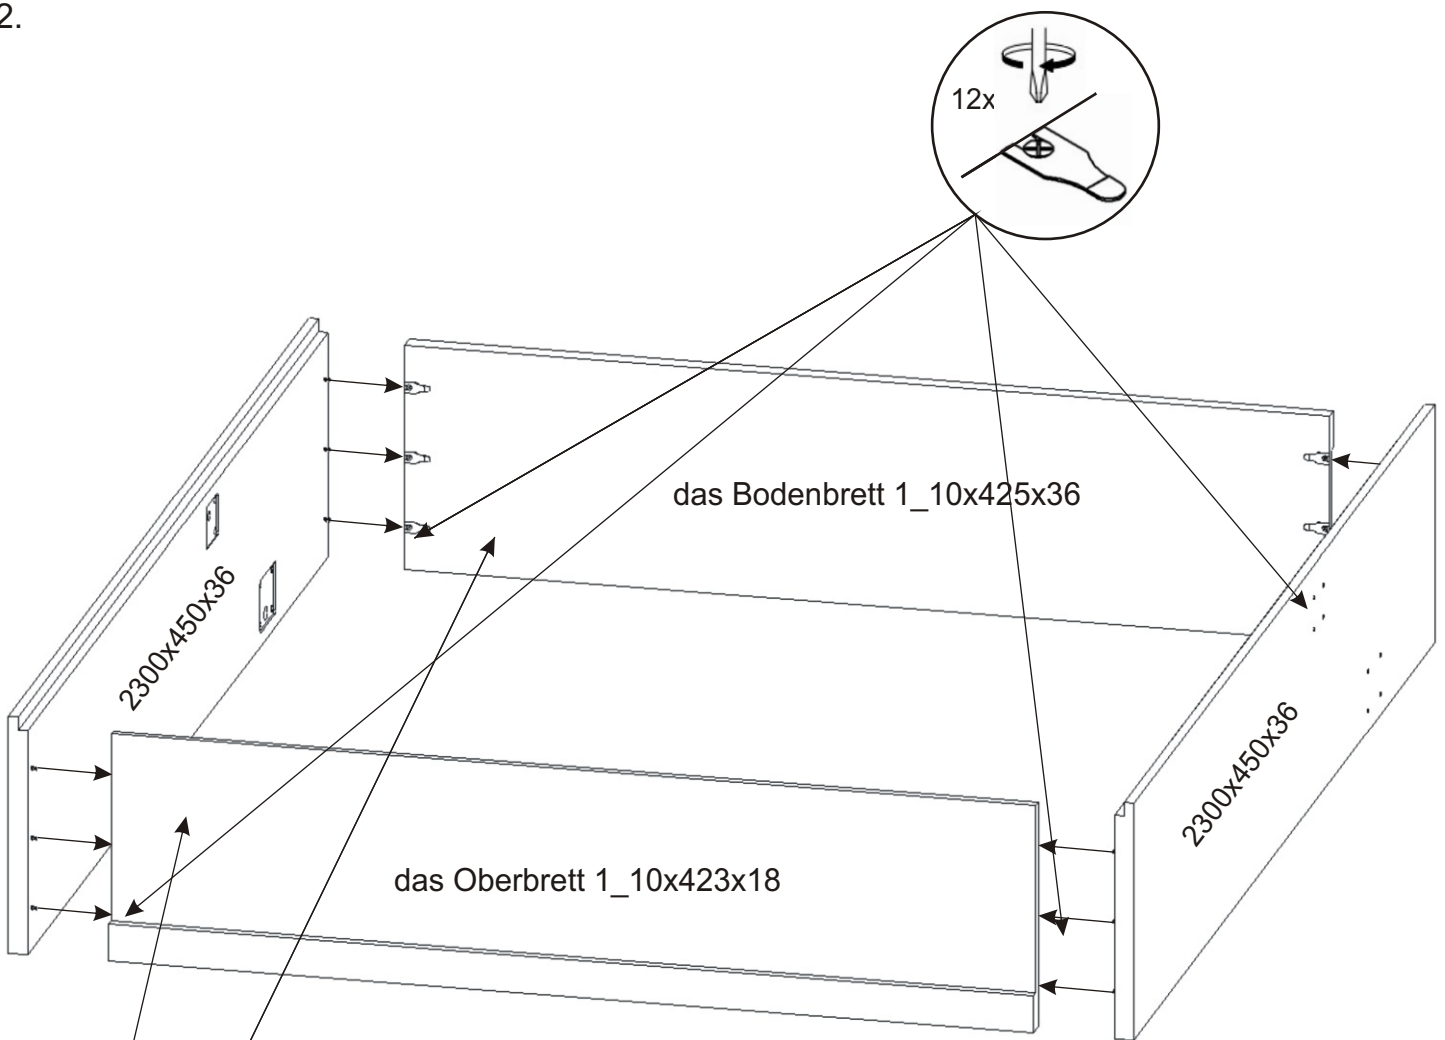 2.
12x
das Bodenbrett 1_10x425x36
2300x450x36
2300x450x36
das Oberbrett 1_10x423x18